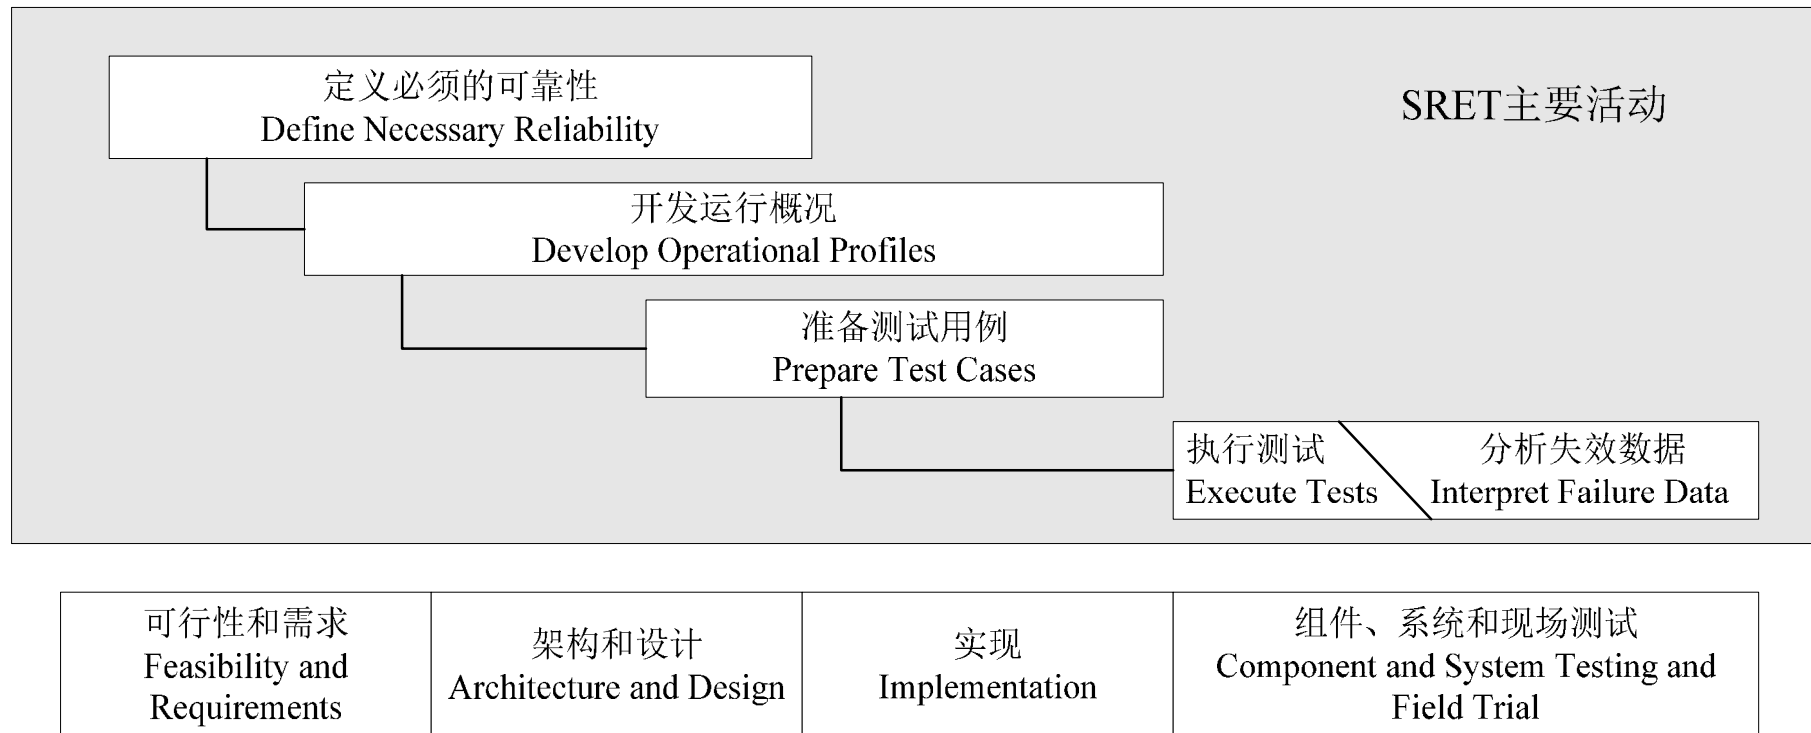 定义必须的可靠性
Define Necessary Reliability
SRET主要活动
开发运行概况
Develop Operational Profiles
准备测试用例
Prepare Test Cases
执行测试
Execute Tests
分析失效数据
Interpret Failure Data
可行性和需求
Feasibility and
Requirements
架构和设计
Architecture and Design
实现
Implementation
组件、系统和现场测试
Component and System Testing and
Field Trial